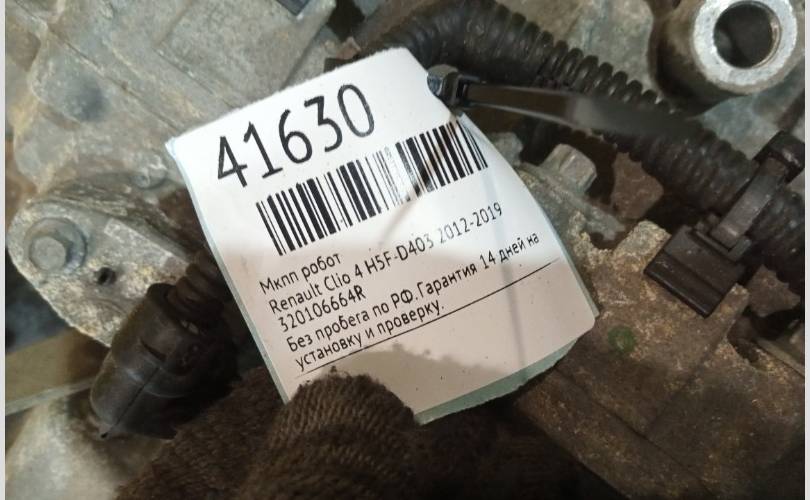 41630
Мкпп робот
Renault Clio 4 H5F-D403 2012-2019
320106664R
Без пробега по РФ. Гарантия 14 дней на
установку и проверку.